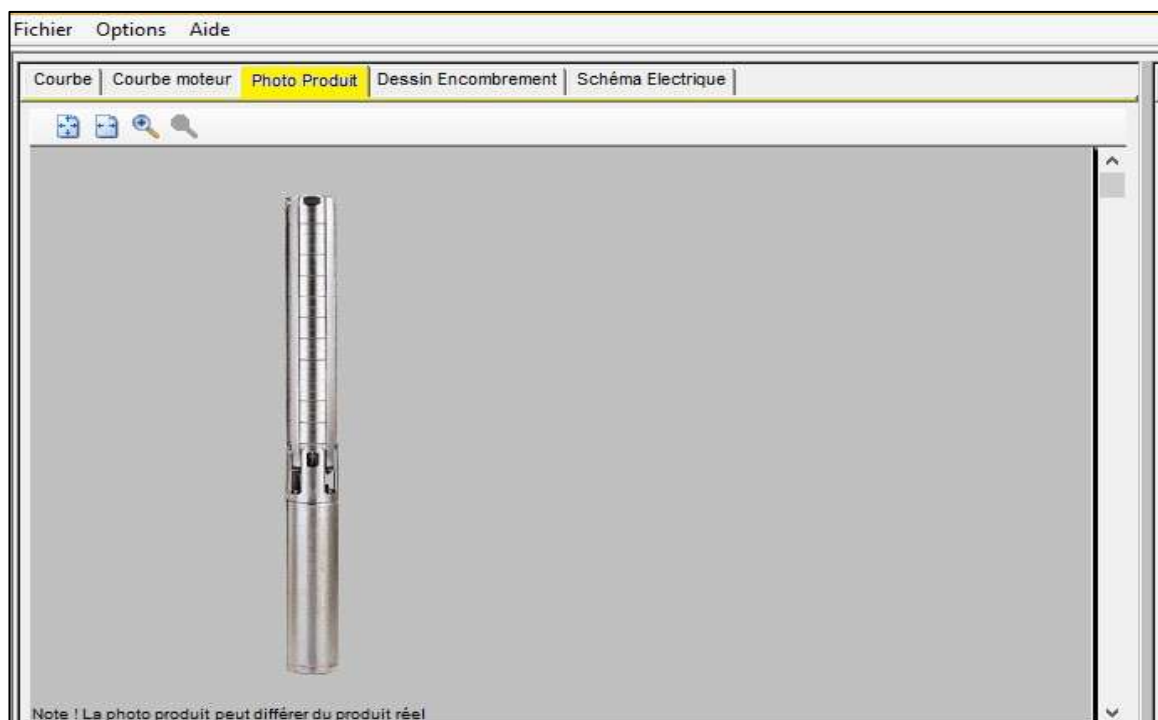 Fichier Options Aide
Courbe Courbe moteur Photo Produit Dessin Encombrement Schéma Electrique
Note ! La photo produit peut différer du produit réel